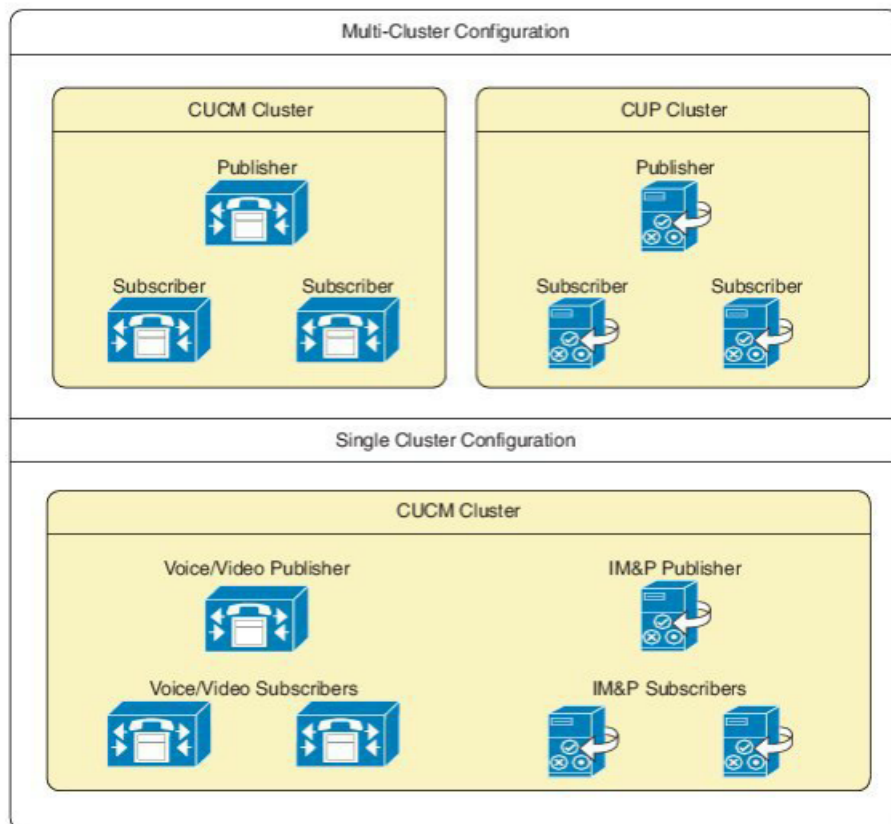 Multi-Cluster Configuration
CUCM Cluster
CUP Cluster
Publisher
Publisher
Subscriber
Subscriber
Subscriber
Subscriber
Single Cluster Configuration
CUCM Cluster
Voice/Video Publisher
IM&P Publisher
Voice/Video Subscribers
IM&P Subscribers